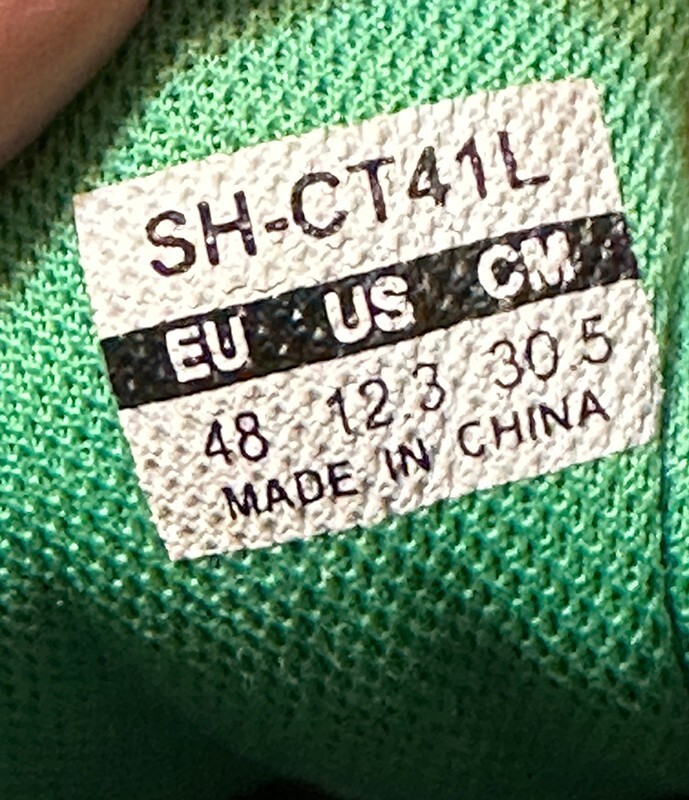 SH-CT41L
EU US CM
48 12.3 30.5
MADE IN CHINA